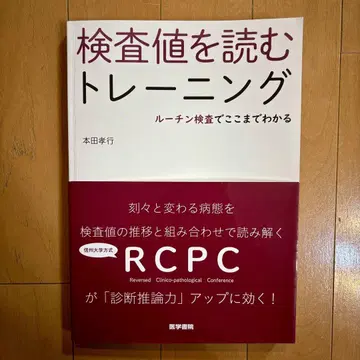 検査値を読む
トレーニング
ルーチン検査でここまでわかる
本田孝行
刻々と変わる病態を
検査値の推移と組み合わせで読み解く
信州大学方式
RCPC
Reversed Clinico-pathological Conference
が「診断推論力」アップに効く!
医学書院